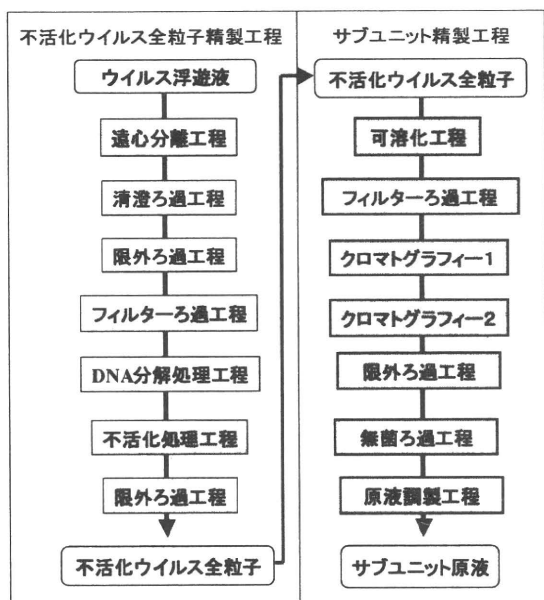 不活化ウイルス全粒子精製工程
ウイルス浮遊液
遠心分離工程
清澄ろ過工程
限外ろ過工程
フィルターろ過工程
DNA分解処理工程
不活化処理工程
限外ろ過工程
不活化ウイルス全粒子
サブユニット精製工程
不活化ウイルス全粒子
可溶化工程
フィルターろ過工程
クロマトグラフィー1
クロマトグラフィー2
限外ろ過工程
無菌ろ過工程
原液調製工程
サブユニット原液